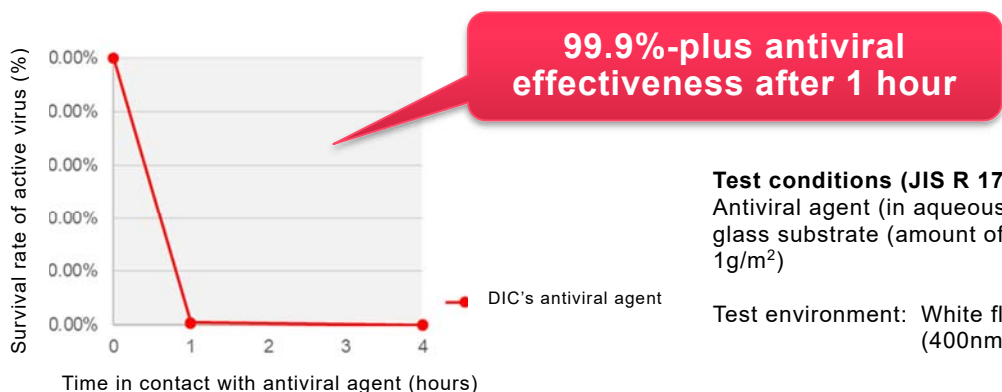 99.9%-plus antiviral
effectiveness after 1 hour
Survival rate of active virus (%)
0.00%
0.00%
0.00%
0.00%
0.00%
0.00%
0
1
2
3
4
Time in contact with antiviral agent (hours)
DIC's antiviral agent
Test conditions (JIS R 17
Antiviral agent (in aqueous
glass substrate (amount of
1g/m²)
Test environment: White fl
(400nm